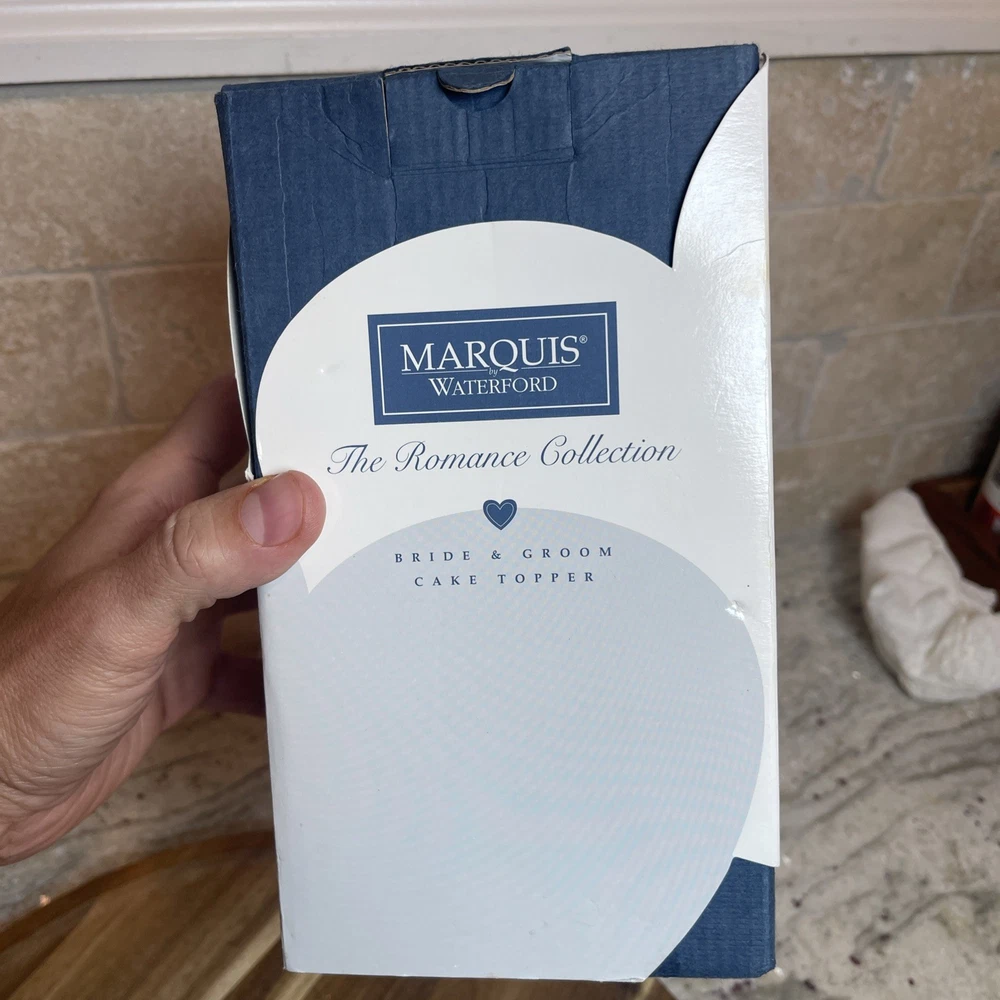 MARQUIS®
by
WATERFORD
The Romance Collection
BRIDE & GROOM
CAKE TOPPER